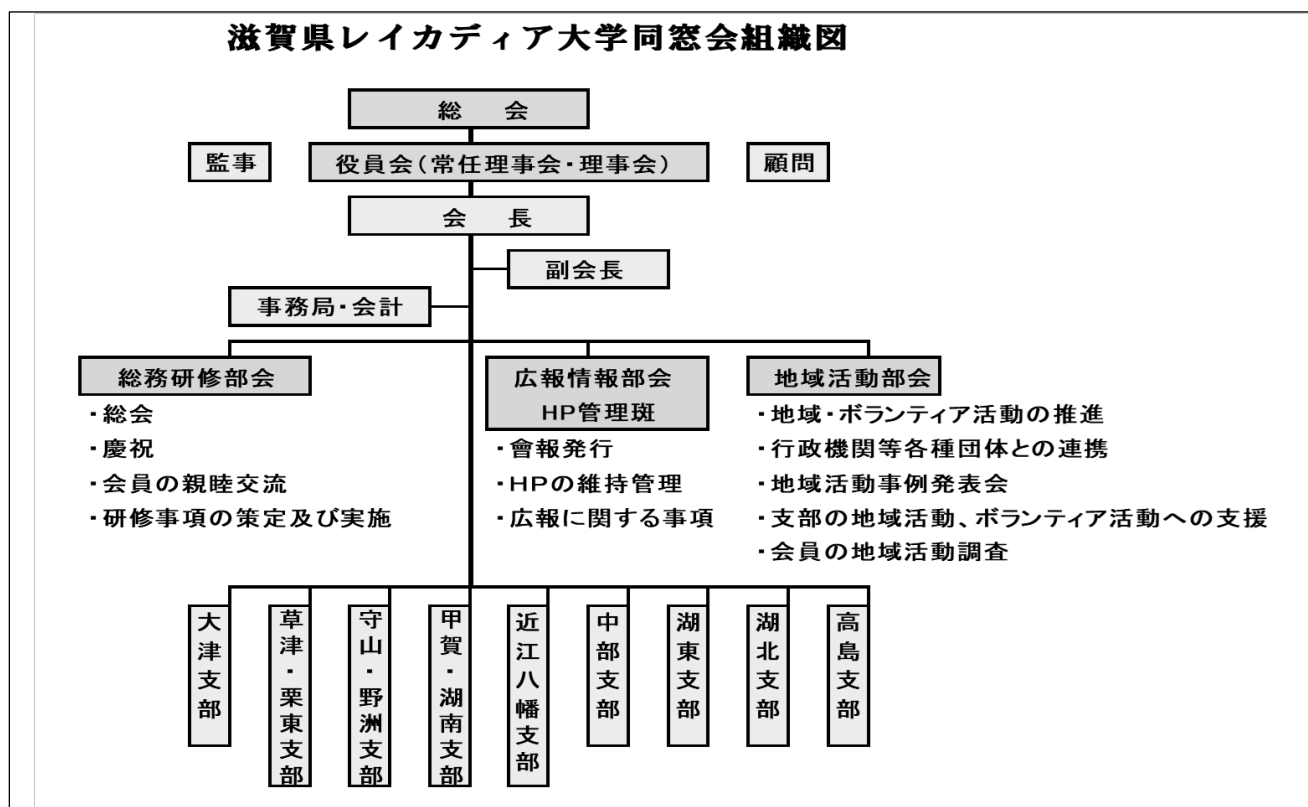 滋賀県レイカディア大学同窓会組織図
総　会
監事
役員会（常任理事会・理事会）
顧問
会　長
副会長
事務局・会計
総務研修部会
・総会
・慶祝
・会員の親睦交流
・研修事項の策定及び実施
広報情報部会
HP管理斑
・會報発行
・HPの維持管理
・広報に関する事項
地域活動部会
・地域・ボランティア活動の推進
・行政機関等各種団体との連携
・地域活動事例発表会
・支部の地域活動、ボランティア活動への支援
・会員の地域活動調査
大津支部
草津・栗東支部
守山・野洲支部
甲賀・湖南支部
近江八幡支部
中部支部
湖東支部
湖北支部
高島支部